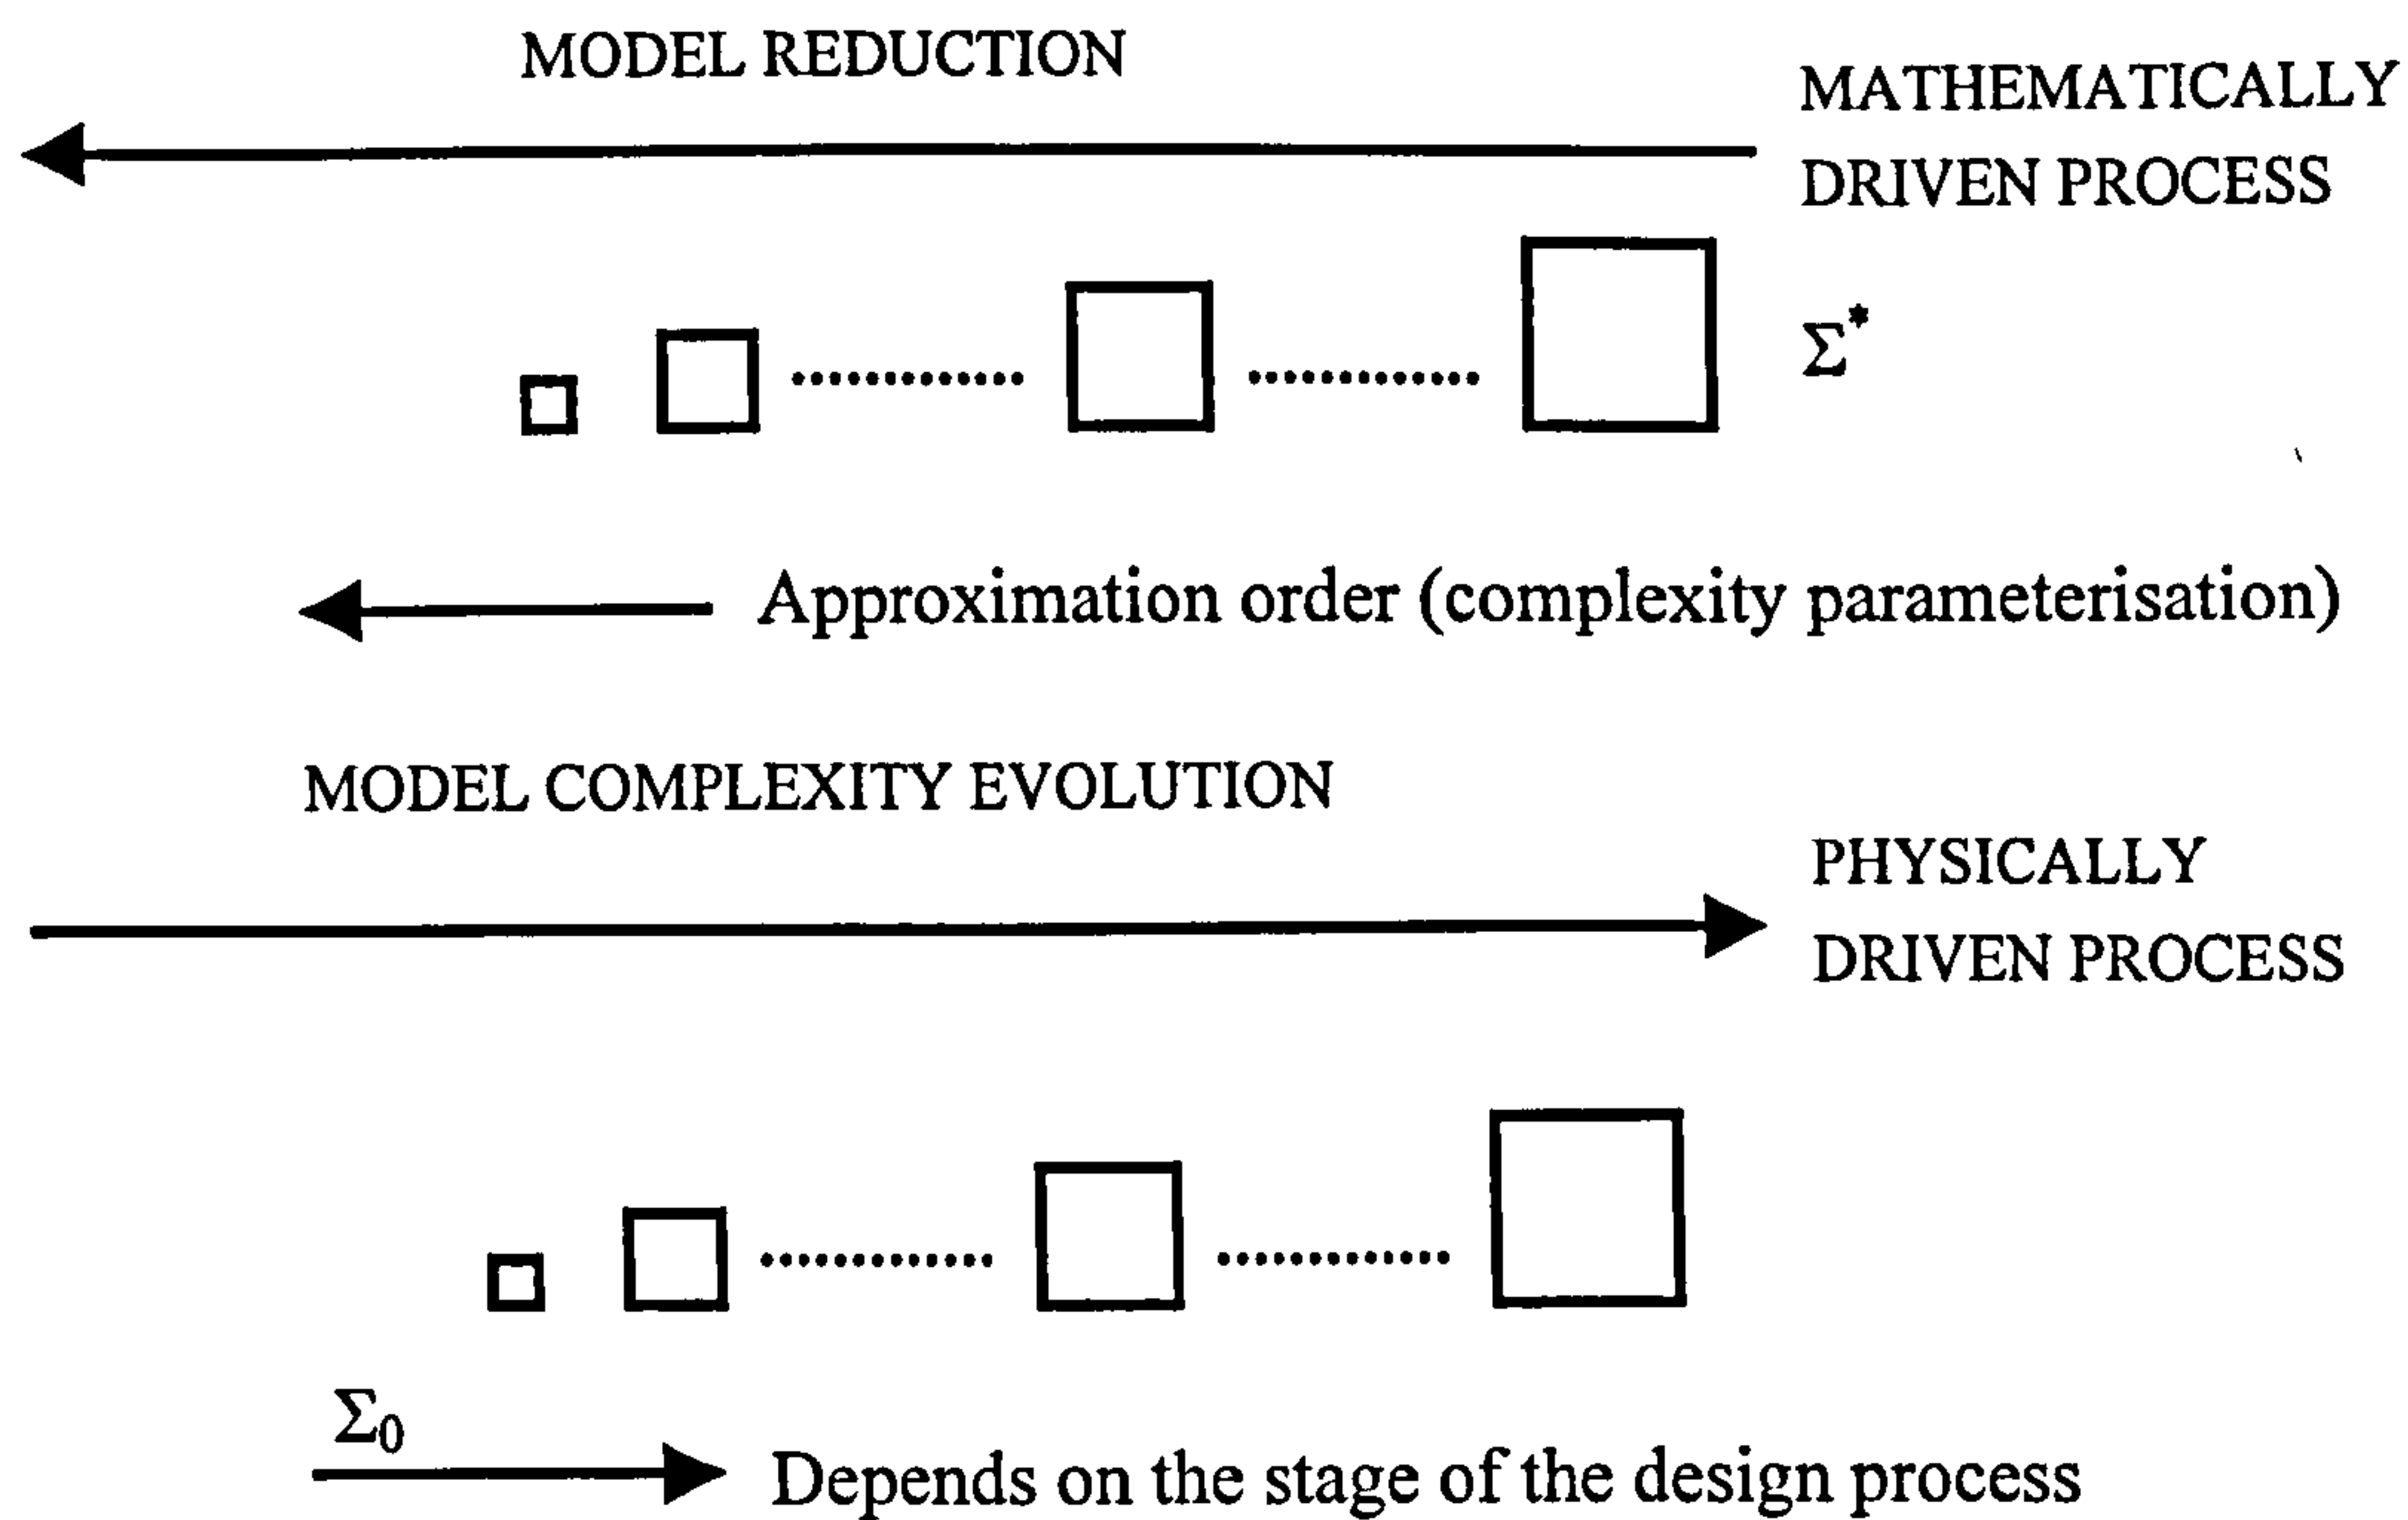 MODEL REDUCTION
MATHEMATICALLY
DRIVEN PROCESS
Σ*
Approximation order (complexity parameterisation)
MODEL COMPLEXITY EVOLUTION
PHYSICALLY
DRIVEN PROCESS
Σ₀
Depends on the stage of the design process